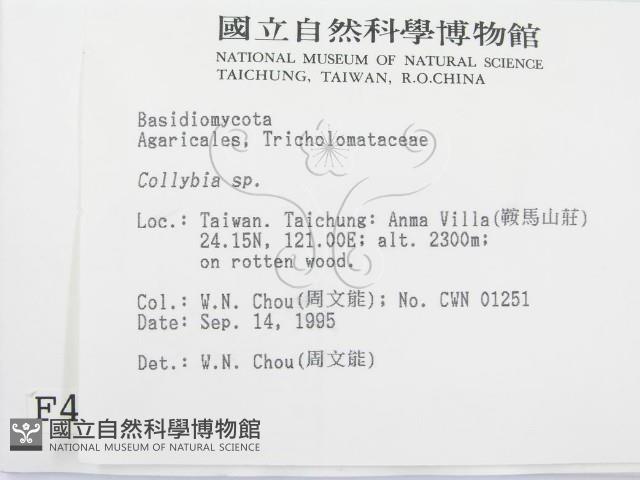 國立自然科學博物館
NATIONAL MUSEUM OF NATURAL SCIENCE
TAICHUNG, TAIWAN, R.O.CHINA
Basidiomycota
Agaricales, Tricholomataceae
Collybia sp.
Loc.: Taiwan. Taichung: Anma Villa(鞍馬山莊)
24.15N, 121.00E; alt. 2300m;
on rotten wood.
Col.: W.N. Chou(周文能); No. CWN 01251
Date: Sep. 14, 1995
Det.: W.N. Chou(周文能)
F4
國立自然科學博物館
NATIONAL MUSEUM OF NATURAL SCIENCE